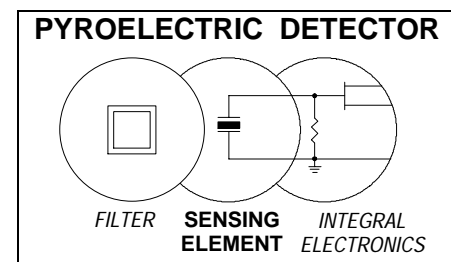 PYROELECTRIC DETECTOR
FILTER
SENSING
ELEMENT
INTEGRAL
ELECTRONICS